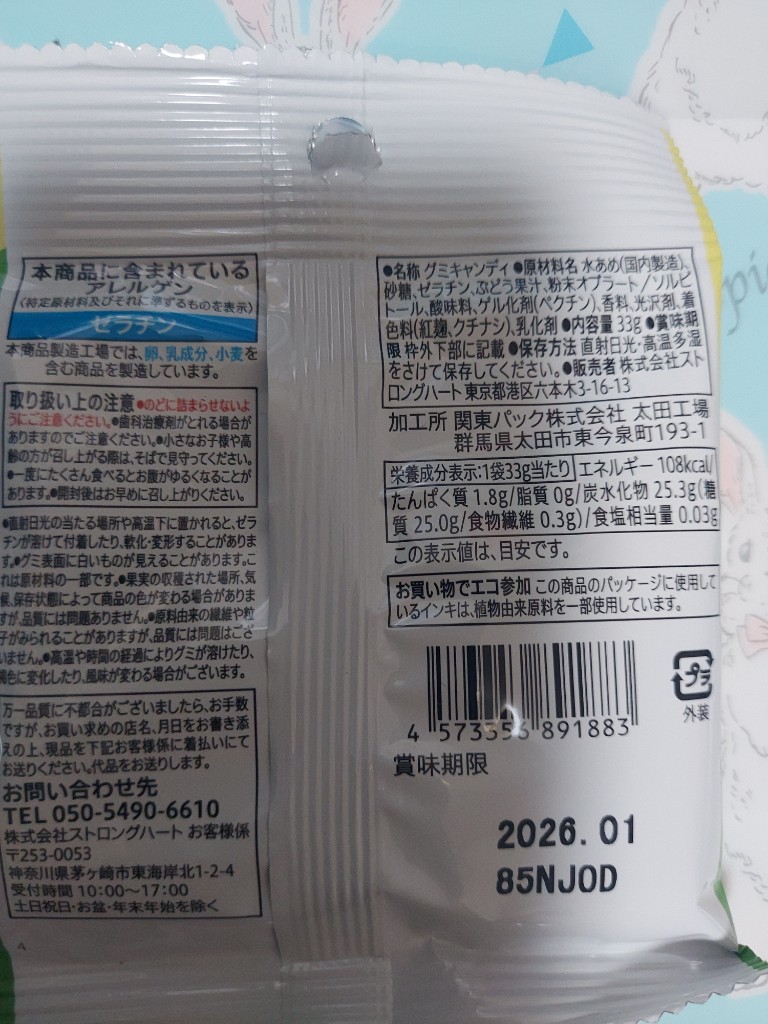 本商品に含まれている
アレルゲン
(特定原材料及びそれに準ずるものを表示)
ゼラチン
本商品製造工場では、卵、乳成分、小麦を
含む商品を製造しています。
取り扱い上の注意 ●のどに詰まらせないよ
うにご注意ください。●歯科治療剤がとれる場合が
ありますのでご注意ください。●小さなお子様や高
齢の方が召し上がる際は、そばで見守ってください。
●一度にたくさん食べるとお腹がゆるくなることが
あります。●開封後はお早めに召し上がりください。
●直射日光の当たる場所や高温下に置かれると、ゼラ
チンが溶けて付着したり、軟化・変形することがありま
す。●グミ表面に白いものが見えることがあります。こ
れは原材料の一部です。●果実の収穫された場所、気
候、保存状態によって商品の色が変わる場合がありま
すが、品質には問題ありません。●原料由来の繊維や粒
子がみられることがありますが、品質には問題はござ
いません。●高温や時間の経過によりグミが溶けたり、
褐色に変化したり、風味が変わる場合がございます。
万一品質に不都合がございましたら、お手数
ですが、お買い求めの店名、月日をお書き添
えの上、現品を下記お客様係に着払いにて
お送りください。代品をお送りします。
お問い合わせ先
TEL 050-5490-6610
株式会社ストロングハート お客様係
〒253-0053
神奈川県茅ヶ崎市東海岸北1-2-4
受付時間 10:00〜17:00
土日祝日・お盆・年末年始を除く
●名称 グミキャンディ ●原材料名 水あめ(国内製造)、
砂糖、ゼラチン、ぶどう果汁、粉末オブラート/ソルビ
トール、酸味料、ゲル化剤(ペクチン)、香料、光沢剤、着
色料(紅麹、クチナシ)、乳化剤 ●内容量 33g ●賞味期
限 枠外下部に記載 ●保存方法 直射日光・高温多湿
をさけて保存してください。●販売者 株式会社スト
ロングハート 東京都港区六本木3-16-13
加工所 関東パック株式会社 太田工場
群馬県太田市東今泉町193-1
栄養成分表示:1袋33g当たり エネルギー 108kcal/
たんぱく質 1.8g/脂質 0g/炭水化物 25.3g(糖
質 25.0g/食物繊維 0.3g)/食塩相当量 0.03g
この表示値は、目安です。
お買い物でエコ参加 この商品のパッケージに使用して
いるインキは、植物由来原料を一部使用しています。
プラ
外装
4 573556 891883
賞味期限
2026.01
85NJOD